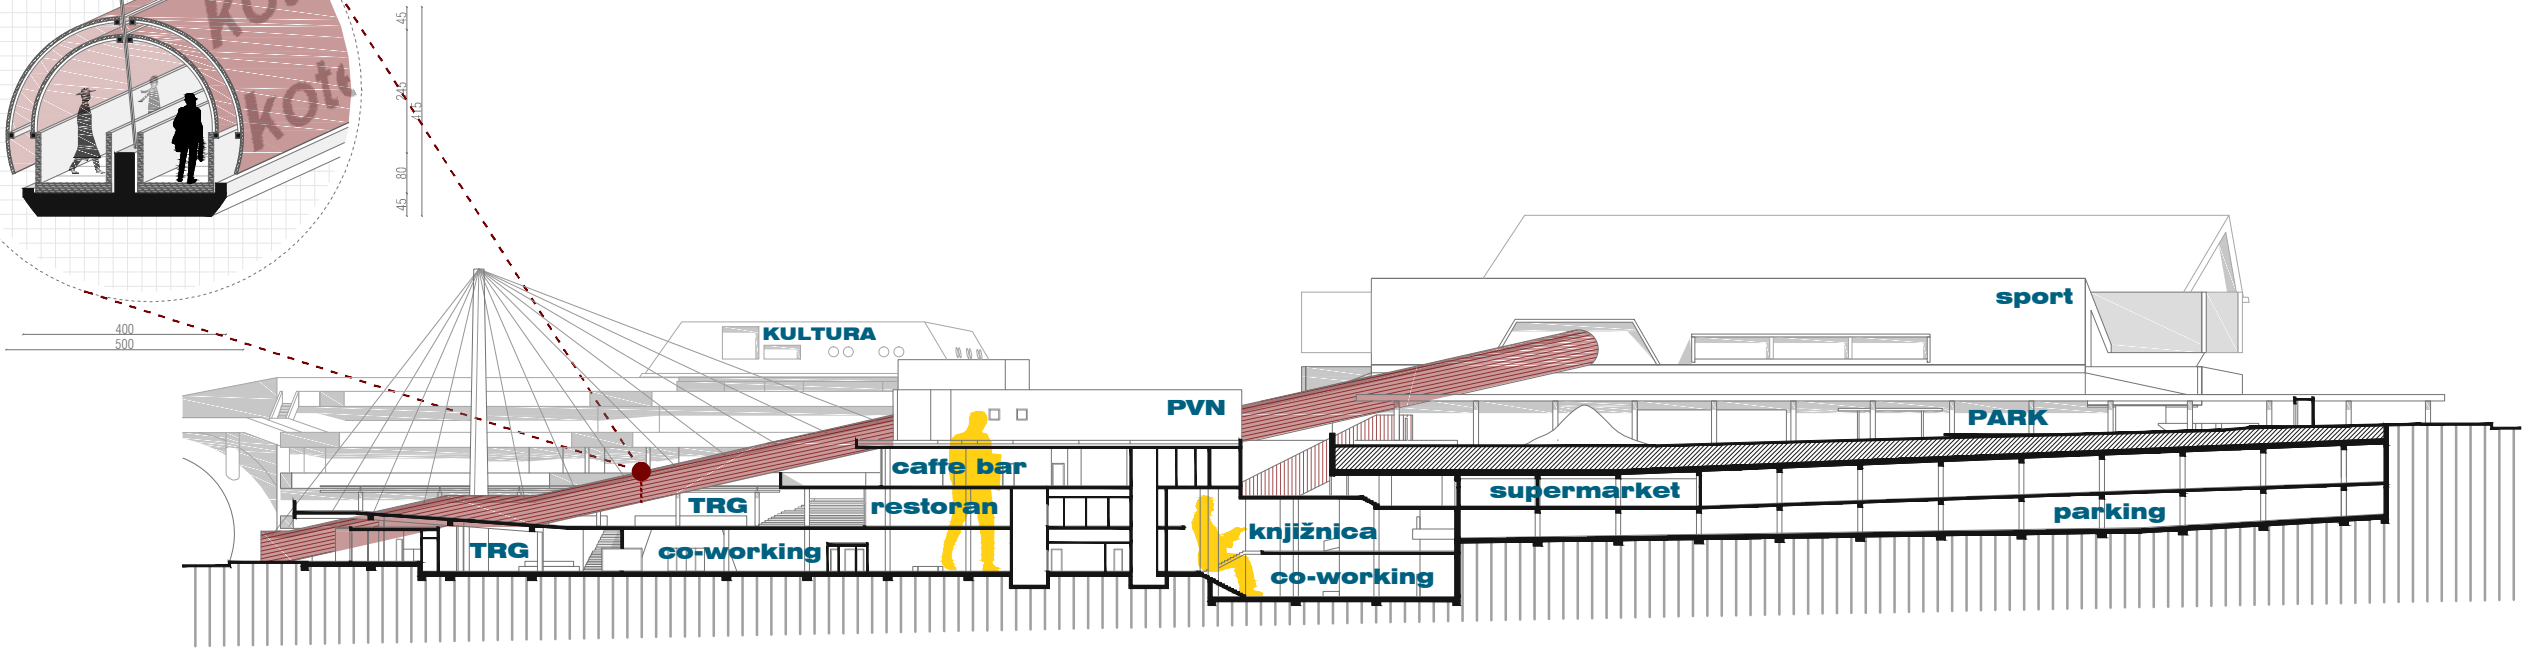 45
245
415
80
45
400
500
KULTURA
sport
PVN
PARK
caffe bar
TRG
restoran
supermarket
parking
TRG
co-working
knjižnica
co-working